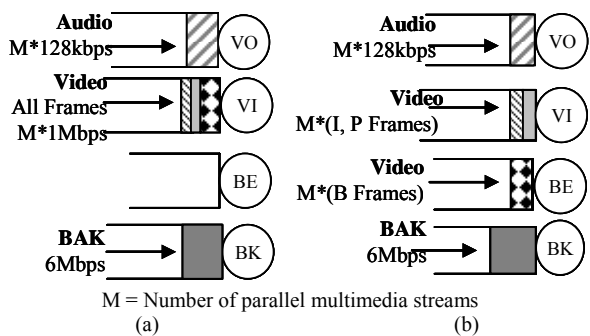 Audio
M*128kbps
VO
Video
All Frames
M*1Mbps
VI
BE
BAK
6Mbps
BK
Audio
M*128kbps
VO
Video
M*(I, P Frames)
VI
Video
M*(B Frames)
BE
BAK
6Mbps
BK
M = Number of parallel multimedia streams
(a)
(b)